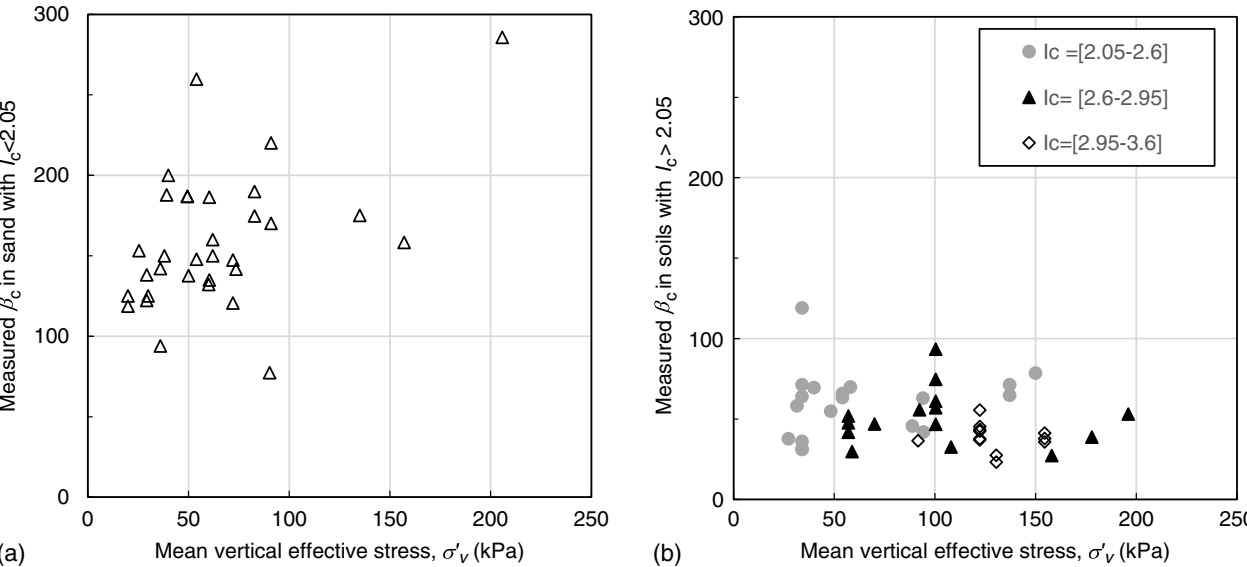 300
200
100
0
0
50
100
150
200
250
Measured βc in sand with Ic<2.05
Mean vertical effective stress, σ′v (kPa)
(a)
300
200
100
0
0
50
100
150
200
250
Measured βc in soils with Ic> 2.05
Mean vertical effective stress, σ′v (kPa)
(b)
Ic =[2.05-2.6]
Ic= [2.6-2.95]
Ic=[2.95-3.6]